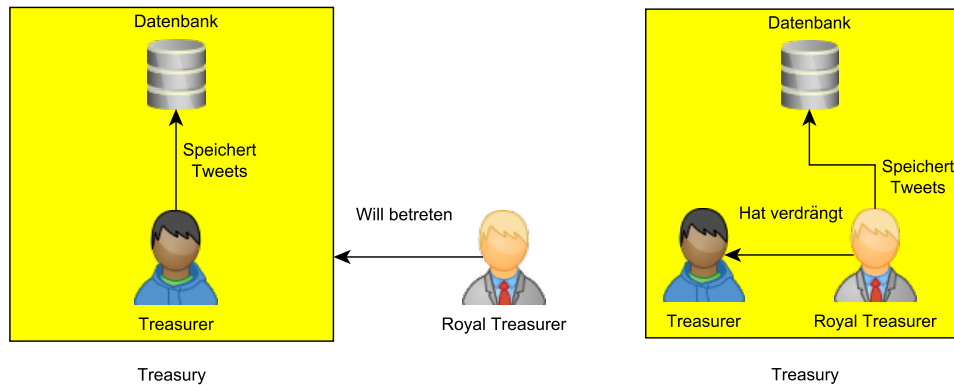 Datenbank
Speichert
Tweets
Will betreten
Treasurer
Royal Treasurer
Treasury
Datenbank
Speichert
Tweets
Hat verdrängt
Treasurer
Royal Treasurer
Treasury